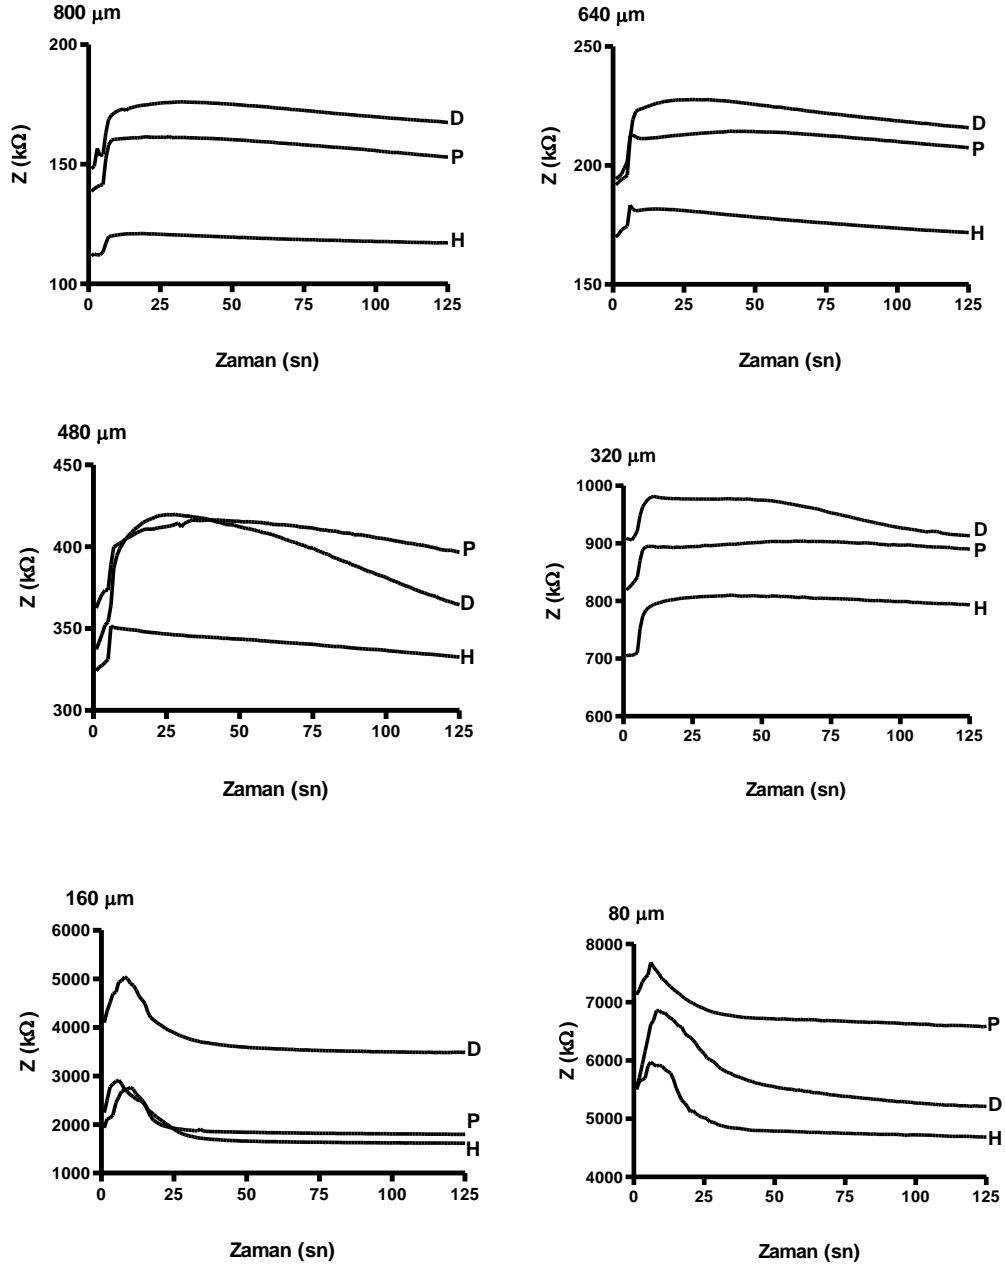 800 μm
200
150
100
Z (kΩ)
D
P
H
0 25 50 75 100 125
Zaman (sn)
640 μm
250
200
150
Z (kΩ)
D
P
H
0 25 50 75 100 125
Zaman (sn)
480 μm
450
400
350
300
Z (kΩ)
P
D
H
0 25 50 75 100 125
Zaman (sn)
320 μm
1000
900
800
700
600
Z (kΩ)
D
P
H
0 25 50 75 100 125
Zaman (sn)
160 μm
6000
5000
4000
3000
2000
1000
Z (kΩ)
D
P
H
0 25 50 75 100 125
Zaman (sn)
80 μm
8000
7000
6000
5000
4000
Z (kΩ)
P
D
H
0 25 50 75 100 125
Zaman (sn)